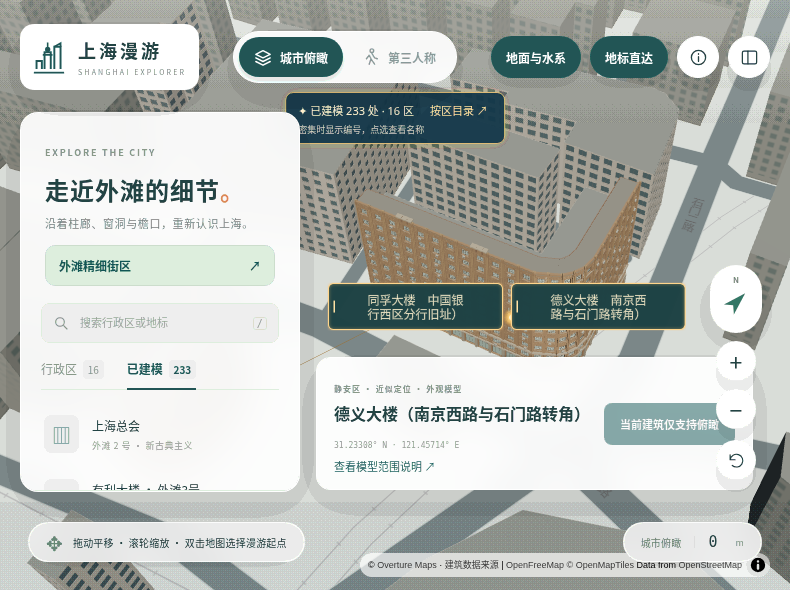 上海漫游
SHANGHAI EXPLORER
城市俯瞰
第三人称
地面与水系
地标直达
✦ 已建模 233 处 · 16 区 按区目录 ↗
密集时显示编号，点选查看名称
EXPLORE THE CITY
走近外滩的细节。
沿着柱廊、窗洞与檐口，重新认识上海。
外滩精细街区 ↗
搜索行政区或地标 /
行政区 16
已建模 233
上海总会
外滩 2 号 · 新古典主义
有利大楼 · 外滩3号
石门一路
N
同孚大楼 中国银
行西区分行旧址）
德义大楼 南京西
路与石门路转角）
静安区 · 近似定位 · 外观模型
德义大楼（南京西路与石门路转角）
31.23308° N · 121.45714° E
查看模型范围说明 ↗
当前建筑仅支持俯瞰
拖动平移 · 滚轮缩放 · 双击地图选择漫游起点
城市俯瞰 0 m
© Overture Maps · 建筑数据来源 | OpenFreeMap © OpenMapTiles Data from OpenStreetMap